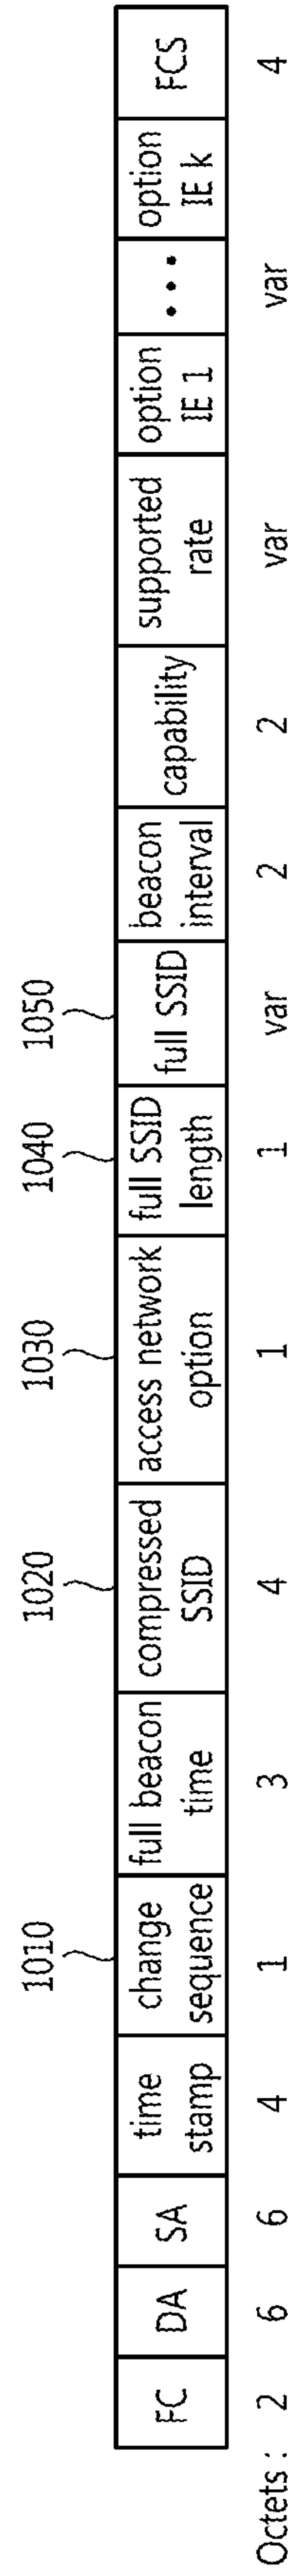 1010 1020 1030 1040 1050
FC DA SA time stamp change sequence full beacon time compressed SSID access network option full SSID length full SSID beacon interval capability supported rate option IE 1 ••• option IE k FCS
Octets : 2 6 6 4 1 3 4 1 1 var 2 2 var var 4